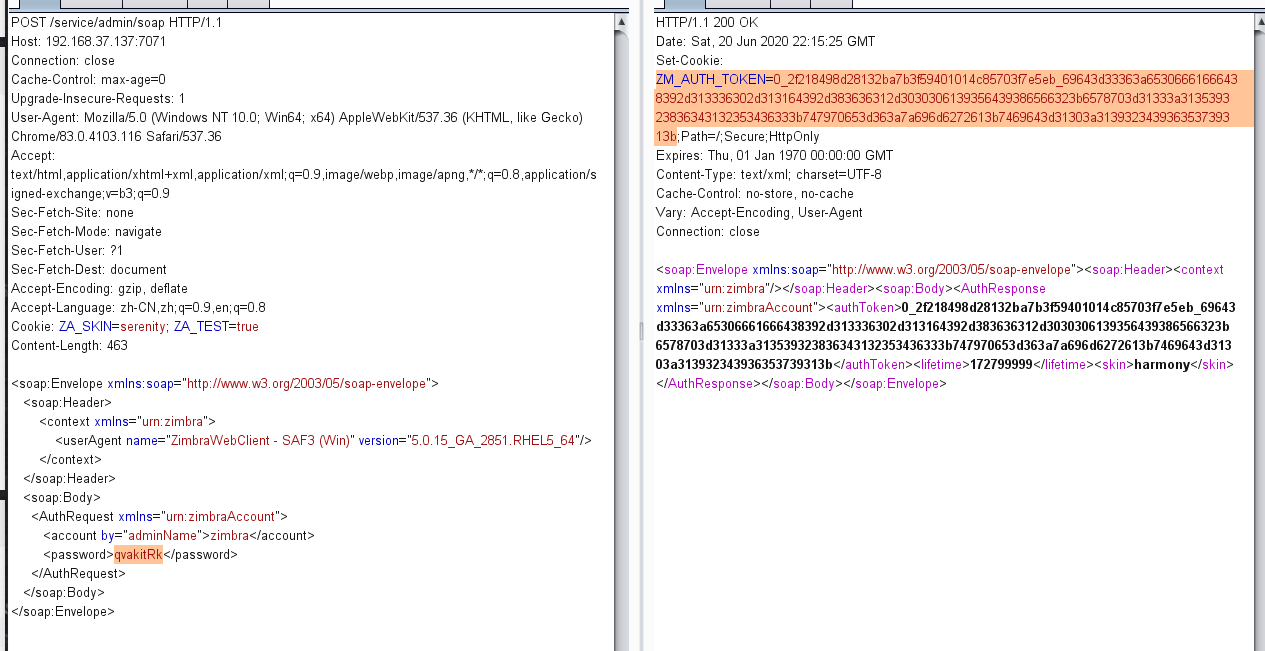 POST /service/admin/soap HTTP/1.1
Host: 192.168.37.137:7071
Connection: close
Cache-Control: max-age=0
Upgrade-Insecure-Requests: 1
User-Agent: Mozilla/5.0 (Windows NT 10.0; Win64; x64) AppleWebKit/537.36 (KHTML, like Gecko)
Chrome/83.0.4103.116 Safari/537.36
Accept:
text/html,application/xhtml+xml,application/xml;q=0.9,image/webp,image/apng,*/*;q=0.8,application/s
igned-exchange;v=b3;q=0.9
Sec-Fetch-Site: none
Sec-Fetch-Mode: navigate
Sec-Fetch-User: ?1
Sec-Fetch-Dest: document
Accept-Encoding: gzip, deflate
Accept-Language: zh-CN,zh;q=0.9,en;q=0.8
Cookie: ZA_SKIN=serenity; ZA_TEST=true
Content-Length: 463
<soap:Envelope xmlns:soap="http://www.w3.org/2003/05/soap-envelope">
<soap:Header>
<context xmlns="urn:zimbra">
<userAgent name="ZimbraWebClient - SAF3 (Win)" version="5.0.15_GA_2851.RHEL5_64"/>
</context>
</soap:Header>
<soap:Body>
<AuthRequest xmlns="urn:zimbraAccount">
<account by="adminName">zimbra</account>
<password>qvakitRk</password>
</AuthRequest>
</soap:Body>
</soap:Envelope>
HTTP/1.1 200 OK
Date: Sat, 20 Jun 2020 22:15:25 GMT
Set-Cookie:
ZM_AUTH_TOKEN=0_2f218498d28132ba7b3f59401014c85703f7e5eb_69643d33363a6530666166643
8392d313336302d313164392d383636312d3030306139356439386566323b6578703d31333a3135393
2383634313235343633​3b747970653d363a7a696d6272613b7469643d31303a3139323439363537393
13b;Path=/;Secure;HttpOnly
Expires: Thu, 01 Jan 1970 00:00:00 GMT
Content-Type: text/xml; charset=UTF-8
Cache-Control: no-store, no-cache
Vary: Accept-Encoding, User-Agent
Connection: close
<soap:Envelope xmlns:soap="http://www.w3.org/2003/05/soap-envelope"><soap:Header><context
xmlns="urn:zimbra"/></soap:Header><soap:Body><AuthResponse
xmlns="urn:zimbraAccount"><authToken>0_2f218498d28132ba7b3f59401014c85703f7e5eb_69643
d33363a65306661666438392d313336302d313164392d383636312d3030306139356439386566323b
6578703d31333a313539323836343132353436333b747970653d363a7a696d6272613b7469643d31
303a313932343936353739313b</authToken><lifetime>172799999</lifetime><skin>harmony</skin>
</AuthResponse></soap:Body></soap:Envelope>